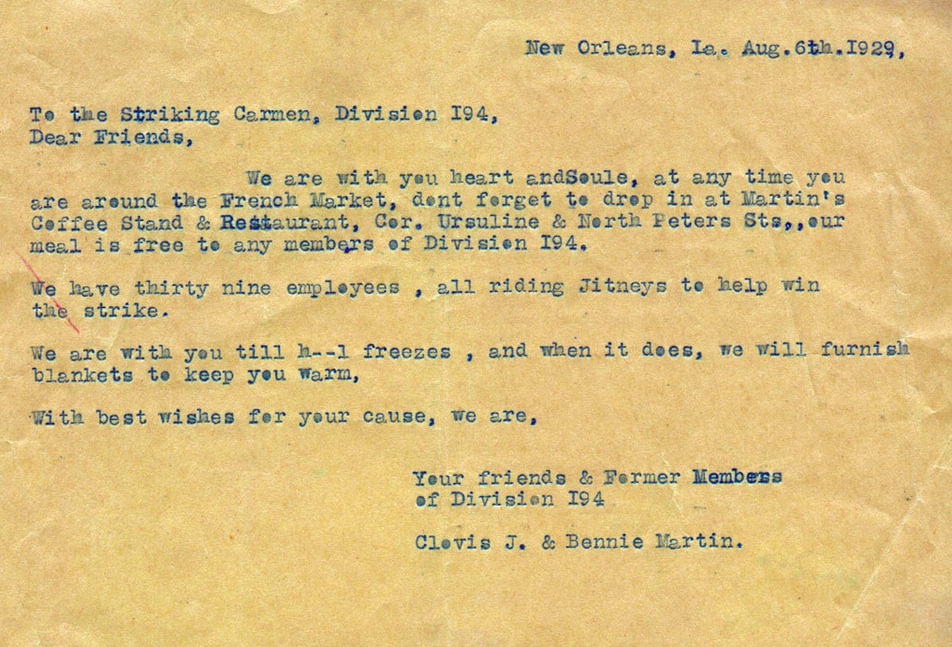 New Orleans, La. Aug.6th.I929,
To the Striking Carmen, Division I94,
Dear Friends,
We are with you heart andSoule, at any time you
are around the French Market, dont forget to drop in at Martin's
Coffee Stand & Restaurant, Cor. Ursuline & North Peters Sts,,our
meal is free to any members of Division I94.
We have thirty nine employees , all riding Jitneys to help win
the strike.
We are with you till h--l freezes , and when it does, we will furnish
blankets to keep you warm,
With best wishes for your cause, we are,
Your friends & Former Members
of Division I94
Clovis J. & Bennie Martin.